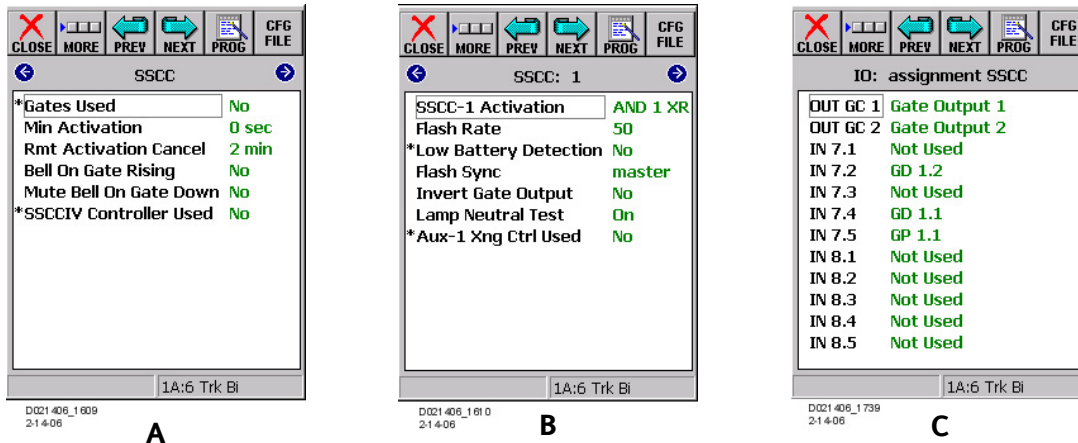 CLOSE MORE PREV NEXT PROG CFG FILE
SSCC
*Gates Used No
Min Activation 0 sec
Rmt Activation Cancel 2 min
Bell On Gate Rising No
Mute Bell On Gate Down No
*SSCCIV Controller Used No
1A:6 Trk Bi
D021406_1609
2-14-06
A
CLOSE MORE PREV NEXT PROG CFG FILE
SSCC: 1
SSCC-1 Activation AND 1 XR
Flash Rate 50
*Low Battery Detection No
Flash Sync master
Invert Gate Output No
Lamp Neutral Test On
*Aux-1 Xng Ctrl Used No
1A:6 Trk Bi
D021406_1610
2-14-06
B
CLOSE MORE PREV NEXT PROG CFG FILE
IO: assignment SSCC
OUT GC 1 Gate Output 1
OUT GC 2 Gate Output 2
IN 7.1 Not Used
IN 7.2 GD 1.2
IN 7.3 Not Used
IN 7.4 GD 1.1
IN 7.5 GP 1.1
IN 8.1 Not Used
IN 8.2 Not Used
IN 8.3 Not Used
IN 8.4 Not Used
IN 8.5 Not Used
1A:6 Trk Bi
D021406_1739
2-14-06
C